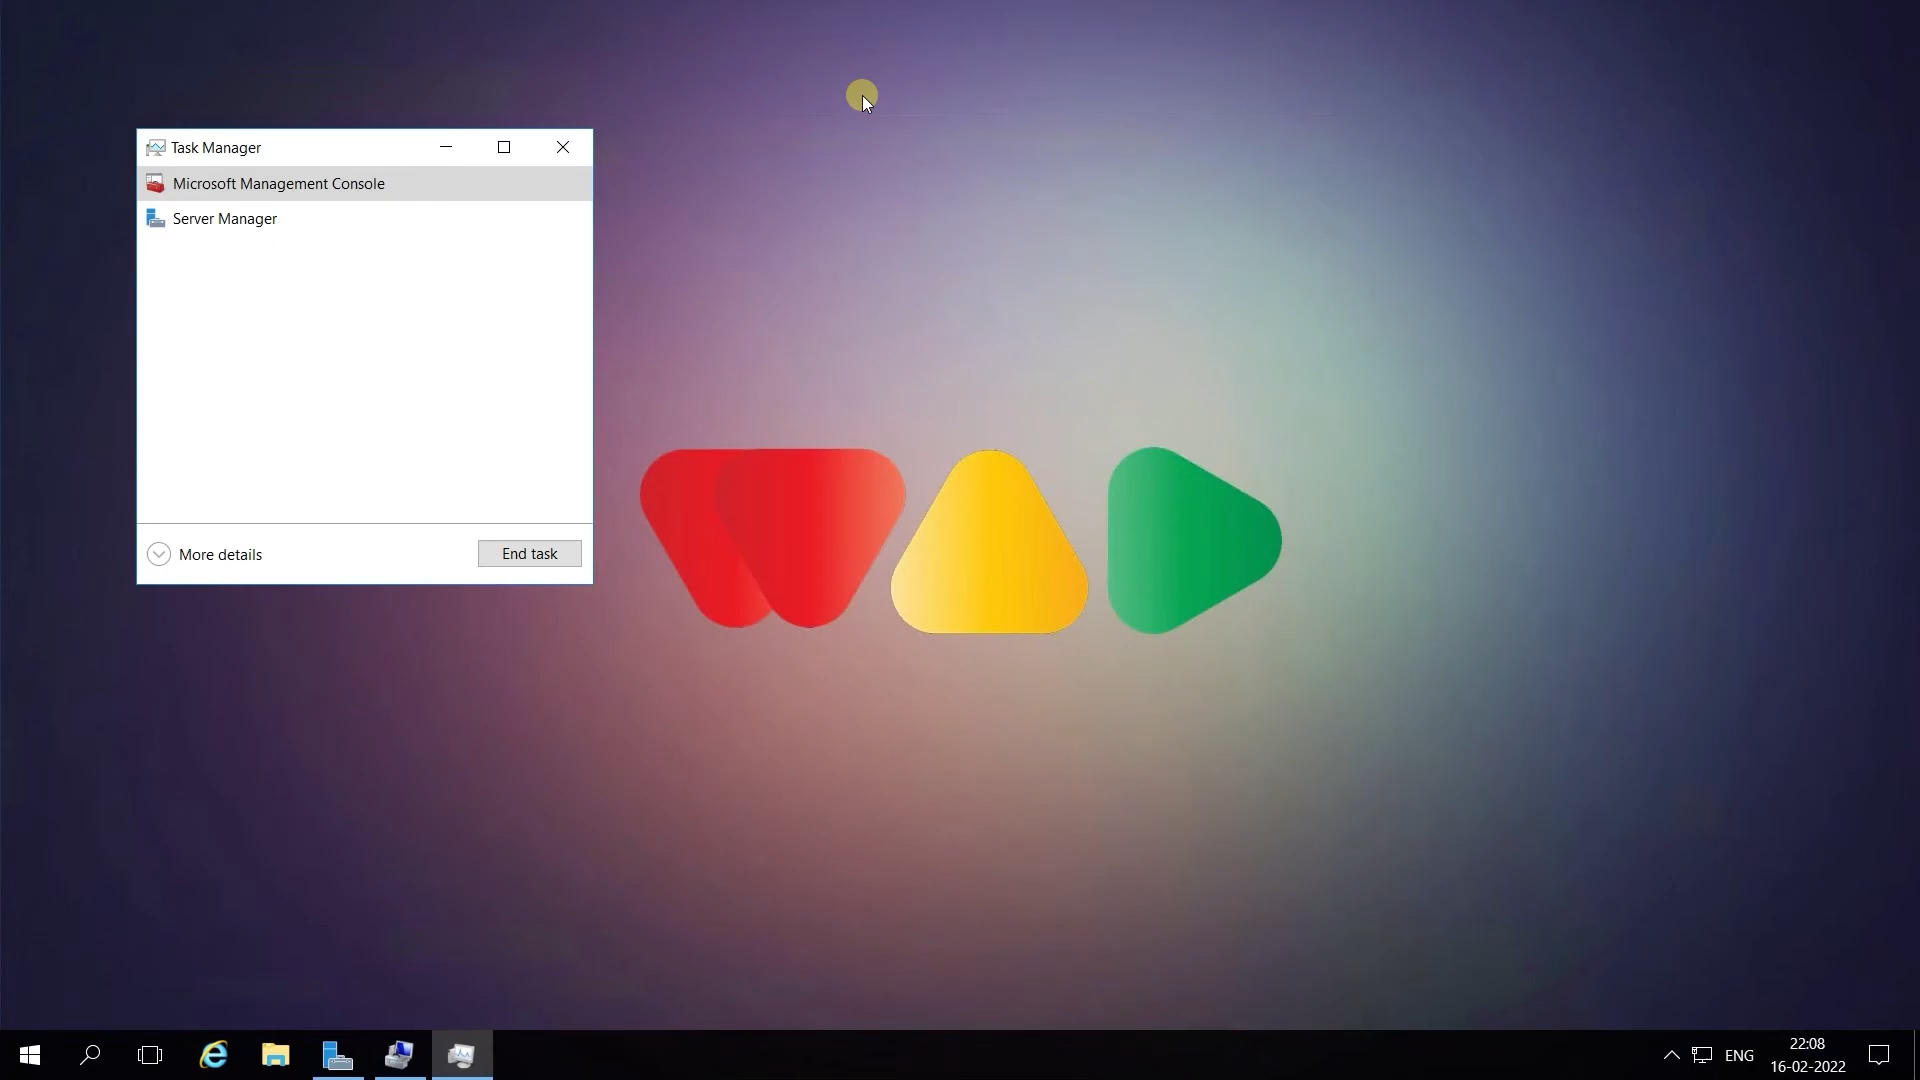 Task Manager
Microsoft Management Console
Server Manager
More details
End task
ENG
22:08
16-02-2022